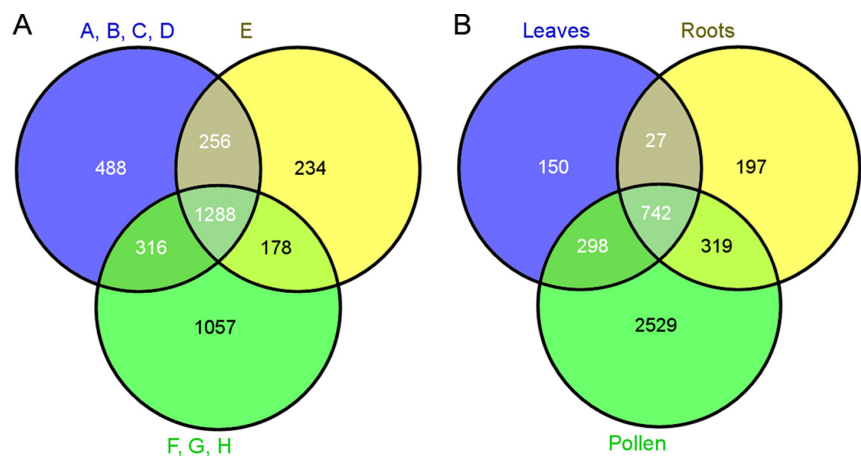 A
A, B, C, D
E
256
488
234
1288
316
178
1057
F, G, H
B
Leaves
Roots
27
150
197
742
298
319
2529
Pollen